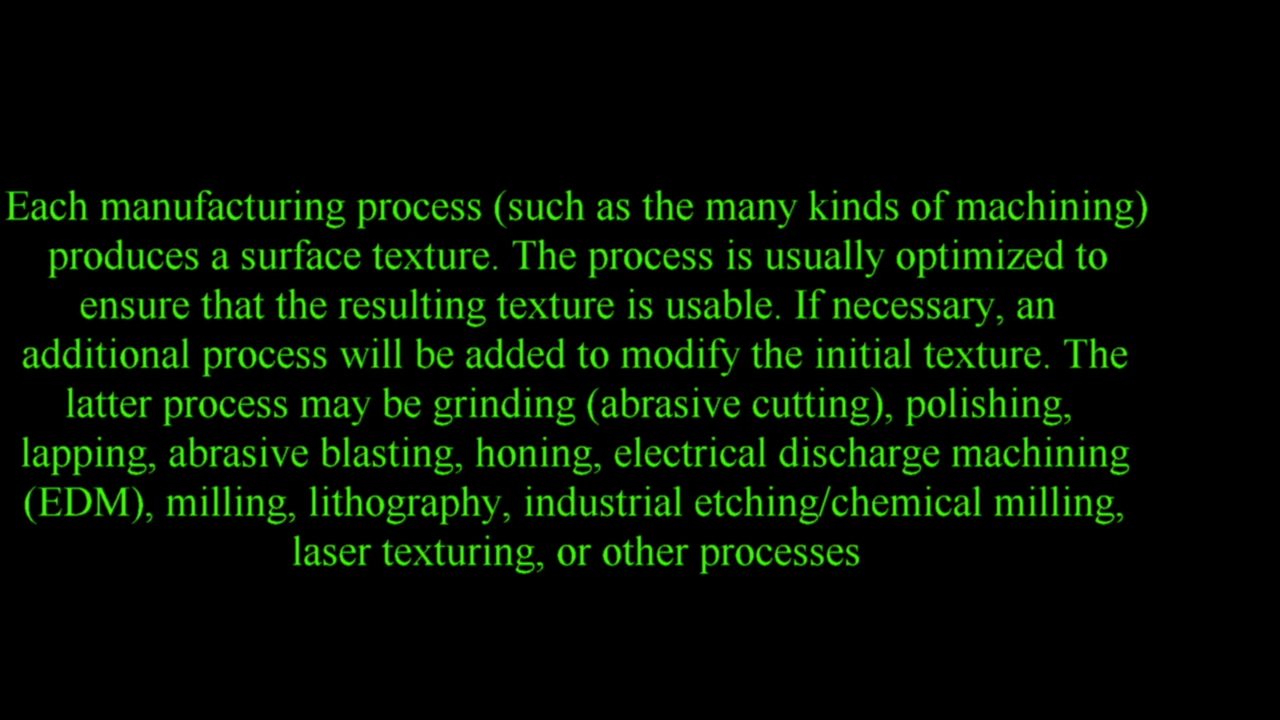 Each manufacturing process (such as the many kinds of machining)
produces a surface texture. The process is usually optimized to
ensure that the resulting texture is usable. If necessary, an
additional process will be added to modify the initial texture. The
latter process may be grinding (abrasive cutting), polishing,
lapping, abrasive blasting, honing, electrical discharge machining
(EDM), milling, lithography, industrial etching/chemical milling,
laser texturing, or other processes